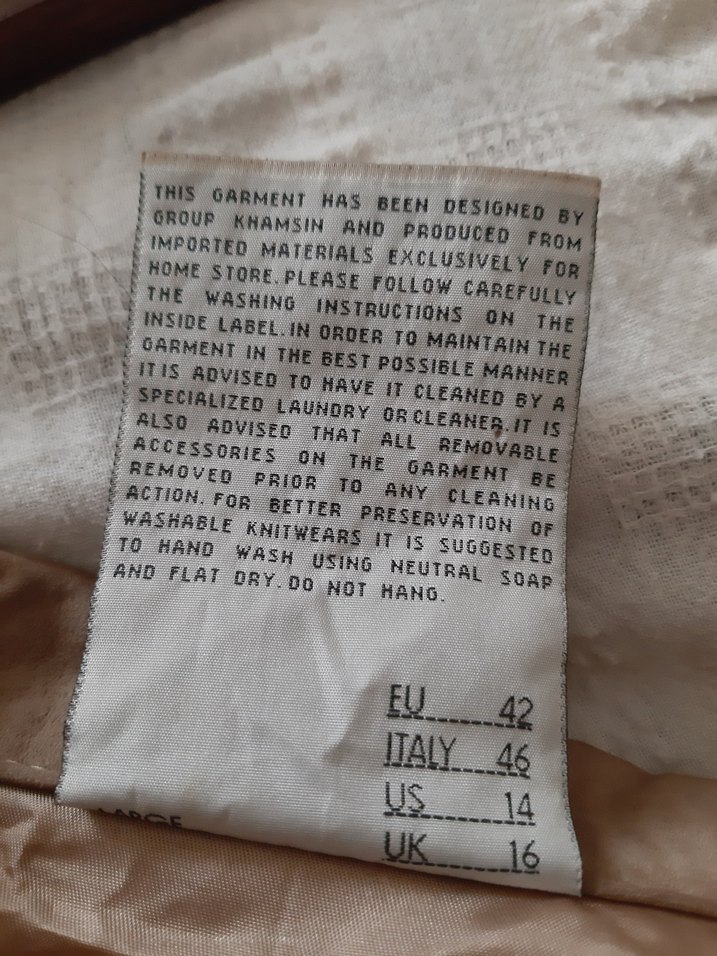 THIS GARMENT HAS BEEN DESIGNED BY
GROUP KHAMSIN AND PRODUCED FROM
IMPORTED MATERIALS EXCLUSIVELY FOR
HOME STORE. PLEASE FOLLOW CAREFULLY
THE WASHING INSTRUCTIONS ON THE
INSIDE LABEL. IN ORDER TO MAINTAIN THE
GARMENT IN THE BEST POSSIBLE MANNER
IT IS ADVISED TO HAVE IT CLEANED BY A
SPECIALIZED LAUNDRY OR CLEANER. IT IS
ALSO ADVISED THAT ALL REMOVABLE
ACCESSORIES ON THE GARMENT BE
REMOVED PRIOR TO ANY CLEANING
ACTION. FOR BETTER PRESERVATION OF
WASHABLE KNITWEARS IT IS SUGGESTED
TO HAND WASH USING NEUTRAL SOAP
AND FLAT DRY. DO NOT HANG.
EU 42
ITALY 46
US 14
UK 16
LARGE